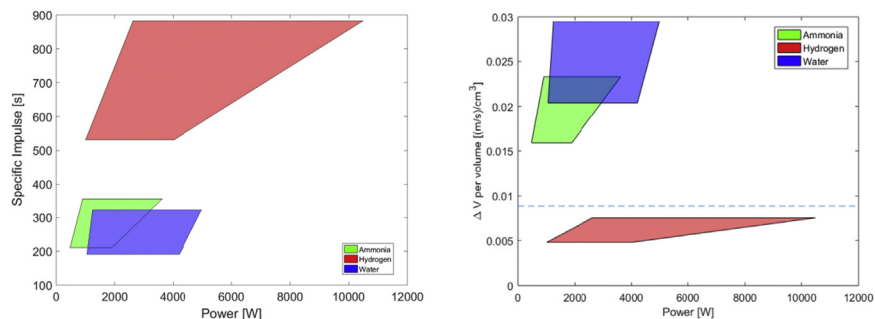 900
800
700
600
500
400
300
200
100
Specific Impulse [s]
0 2000 4000 6000 8000 10000 12000
Power [W]
Ammonia
Hydrogen
Water
0.03
0.025
0.02
0.015
0.01
0.005
0
Δ V per volume [(m/s)/cm³]
0 2000 4000 6000 8000 10000 12000
Power [W]
Ammonia
Hydrogen
Water